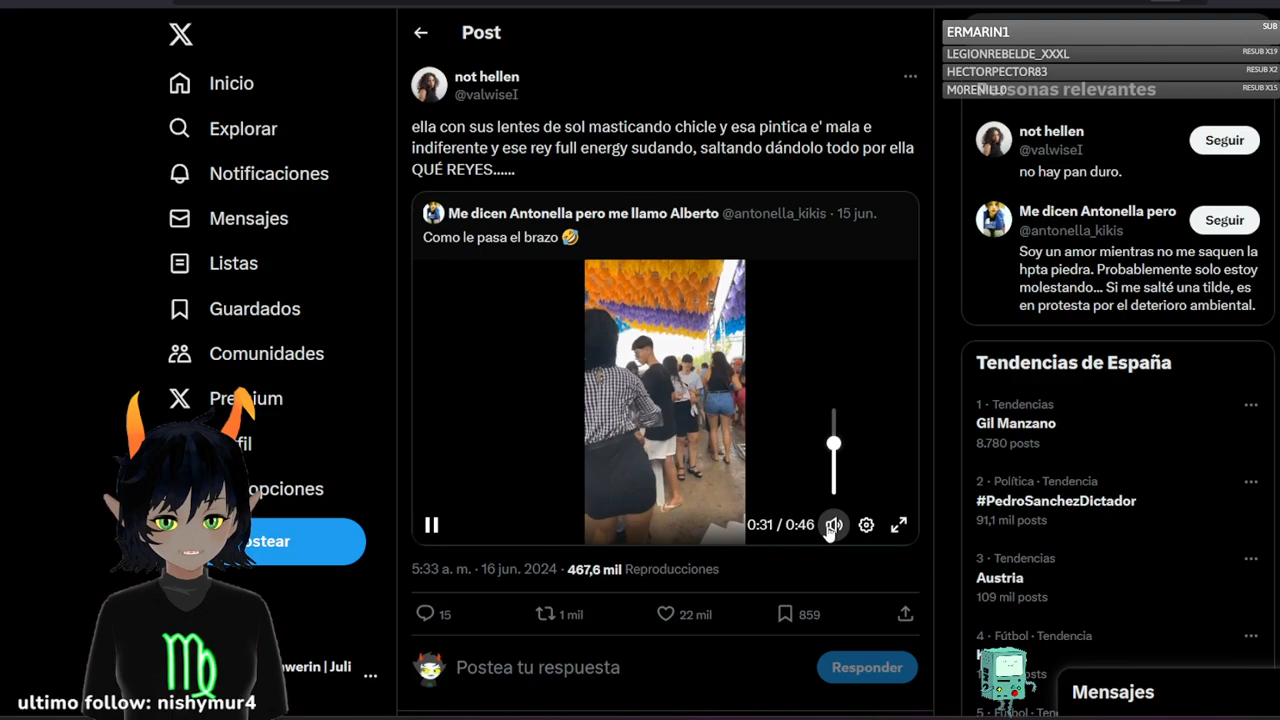 Inicio
Explorar
Notificaciones
Mensajes
Listas
Guardados
Comunidades
Premium
opciones
ultimo follow: nishymur4
Post
not hellen
@valwiseI
ella con sus lentes de sol masticando chicle y esa pintica e' mala e
indiferente y ese rey full energy sudando, saltando dándolo todo por ella
QUÉ REYES......
Me dicen Antonella pero me llamo Alberto @antonella_kikis · 15 jun.
Como le pasa el brazo 🤣
0:31 / 0:46
5:33 a. m. · 16 jun. 2024 · 467,6 mil Reproducciones
15
1 mil
22 mil
859
Postea tu respuesta
Responder
ERMARIN1 SUB
LEGIONREBELDE_XXXL RESUB X19
HECTORPECTOR83 RESUB X2
M0REN1LL0 RESUB X15
not hellen
@valwiseI
Seguir
no hay pan duro.
Me dicen Antonella pero
@antonella_kikis
Seguir
Soy un amor mientras no me saquen la
hpta piedra. Probablemente solo estoy
molestando... Si me salté una tilde, es
en protesta por el deterioro ambiental.
Tendencias de España
1 · Tendencias
Gil Manzano
8.780 posts
2 · Política · Tendencia
#PedroSanchezDictador
91,1 mil posts
3 · Tendencias
Austria
109 mil posts
4 · Fútbol · Tendencia
posts
Mensajes